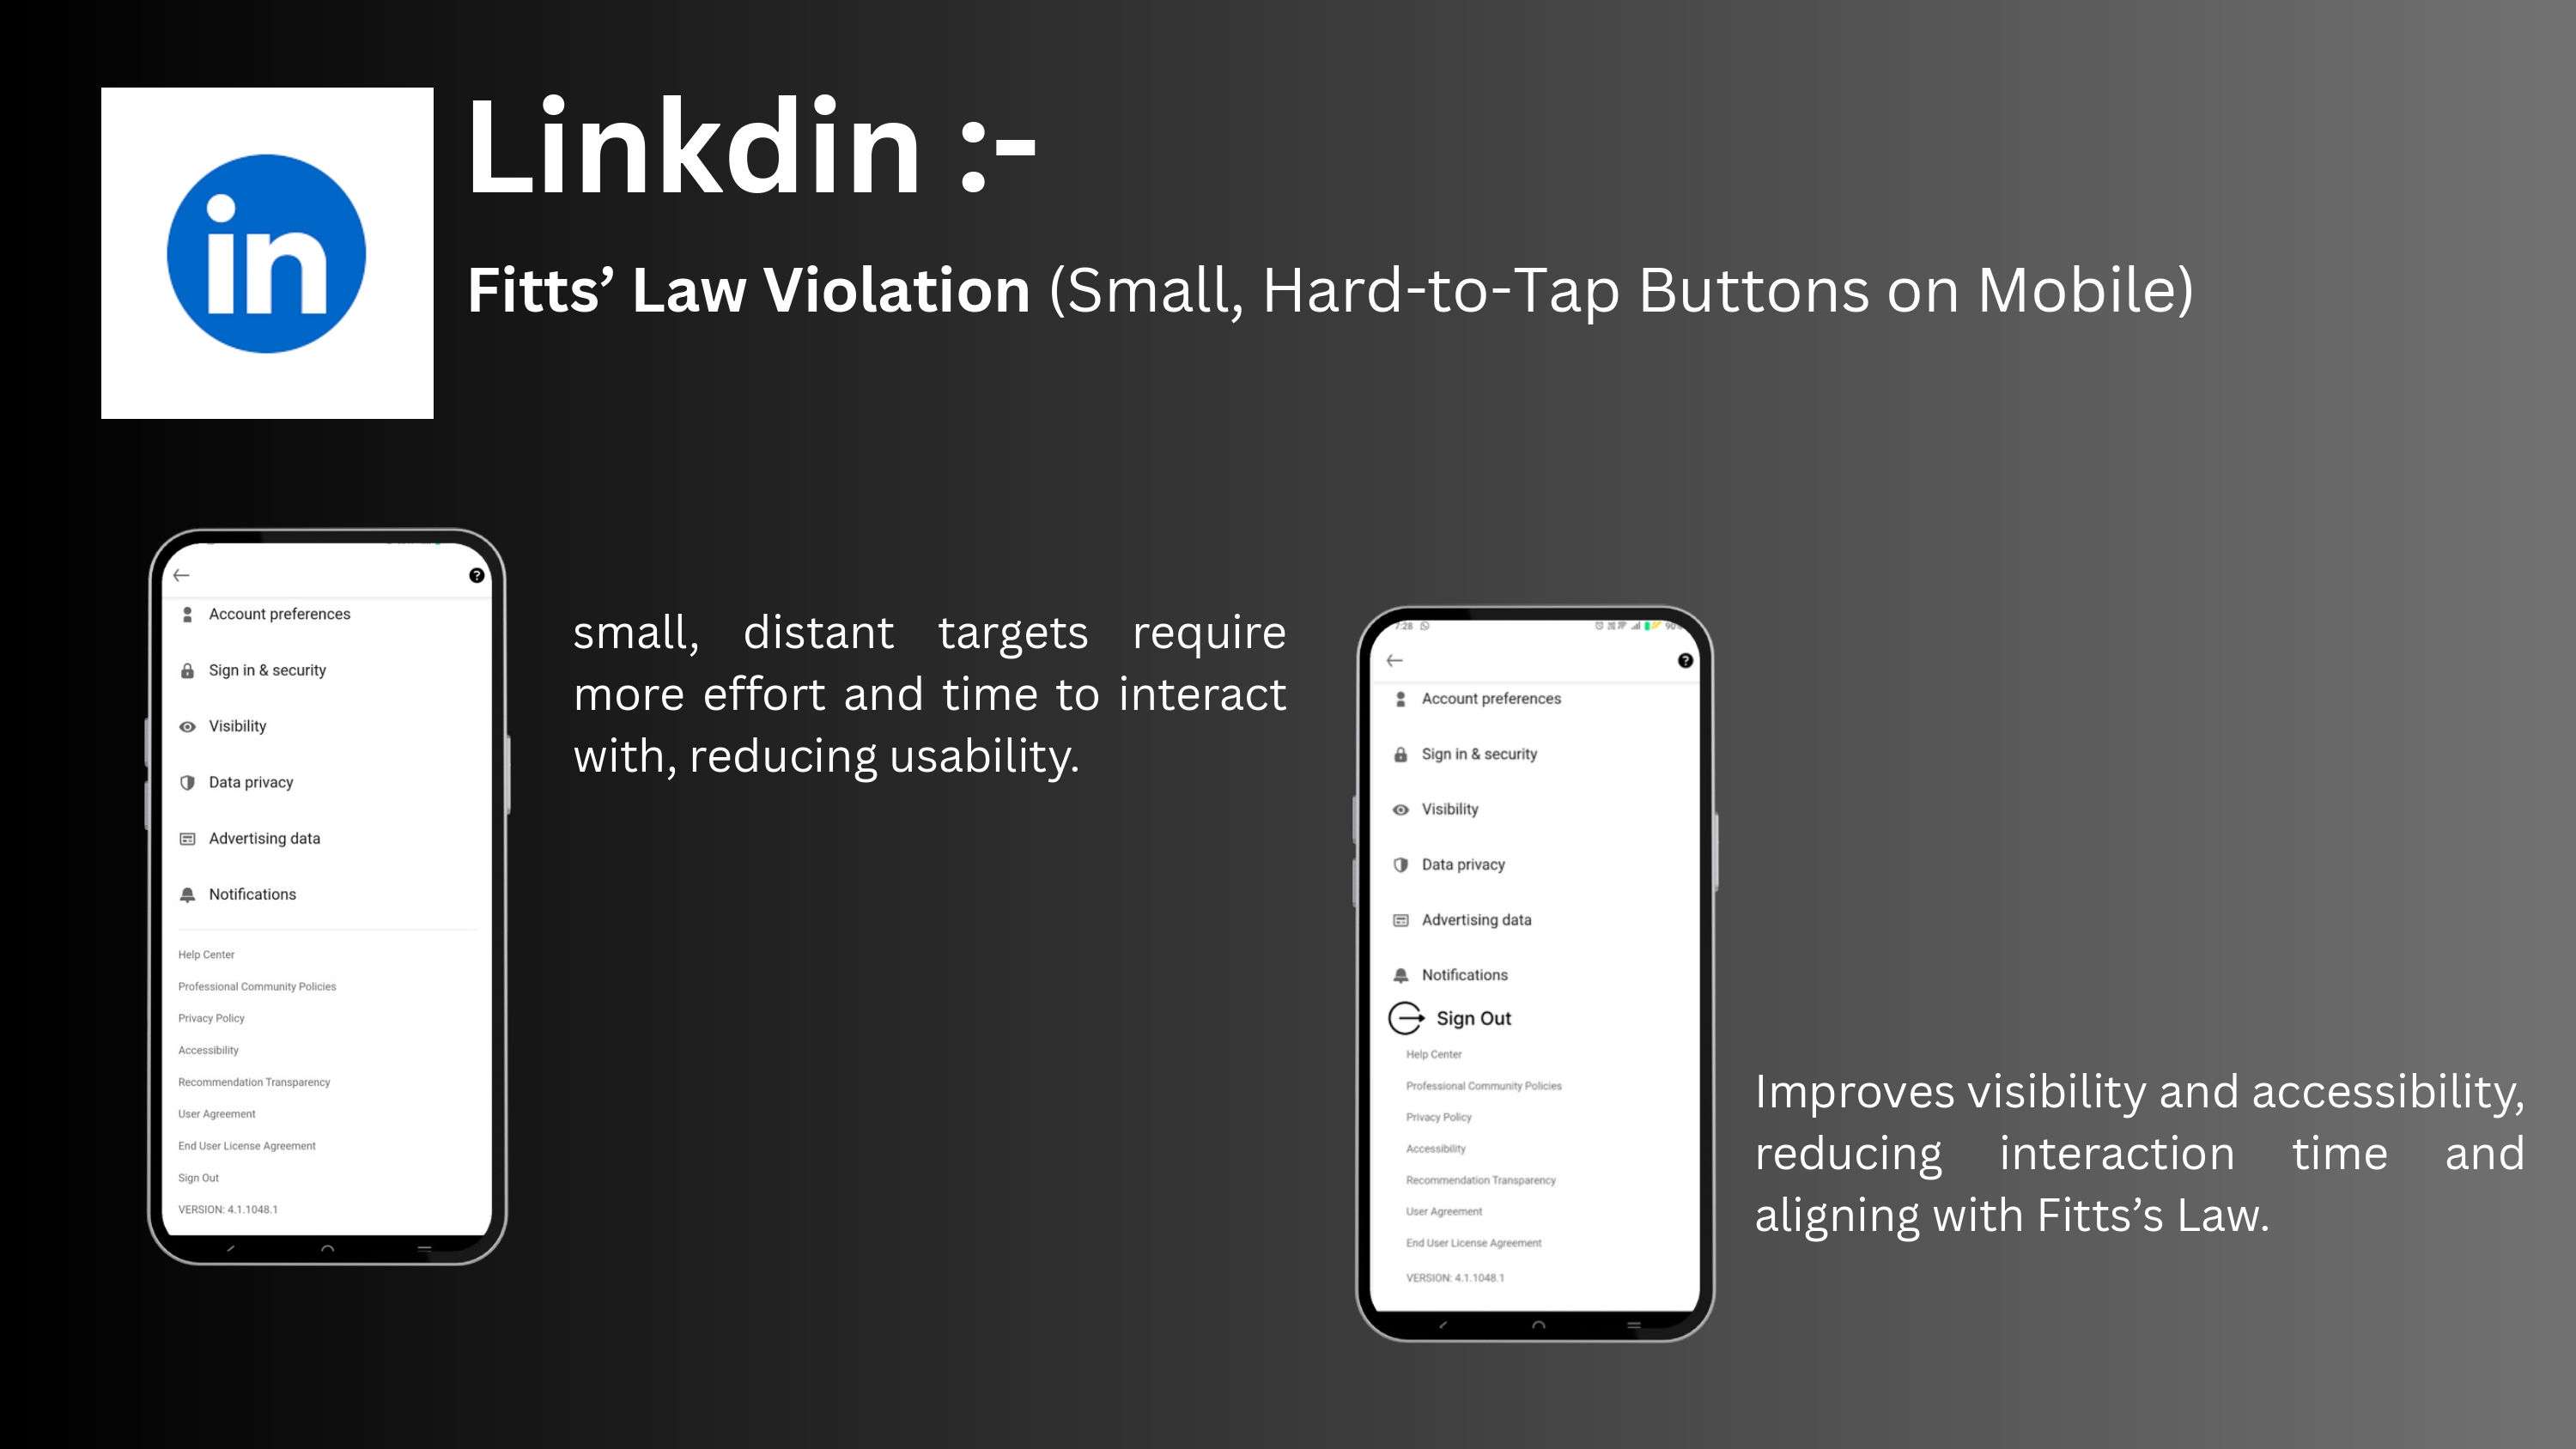 in
Linkdin :-
Fitts’ Law Violation (Small, Hard-to-Tap Buttons on Mobile)
?
Account preferences
Sign in & security
Visibility
Data privacy
Advertising data
Notifications
Help Center
Professional Community Policies
Privacy Policy
Accessibility
Recommendation Transparency
User Agreement
End User License Agreement
Sign Out
VERSION: 4.1.1048.1
small, distant targets require
more effort and time to interact
with, reducing usability.
7:28
?
Account preferences
Sign in & security
Visibility
Data privacy
Advertising data
Notifications
Sign Out
Help Center
Professional Community Policies
Privacy Policy
Accessibility
Recommendation Transparency
User Agreement
End User License Agreement
VERSION: 4.1.1048.1
Improves visibility and accessibility,
reducing interaction time and
aligning with Fitts’s Law.